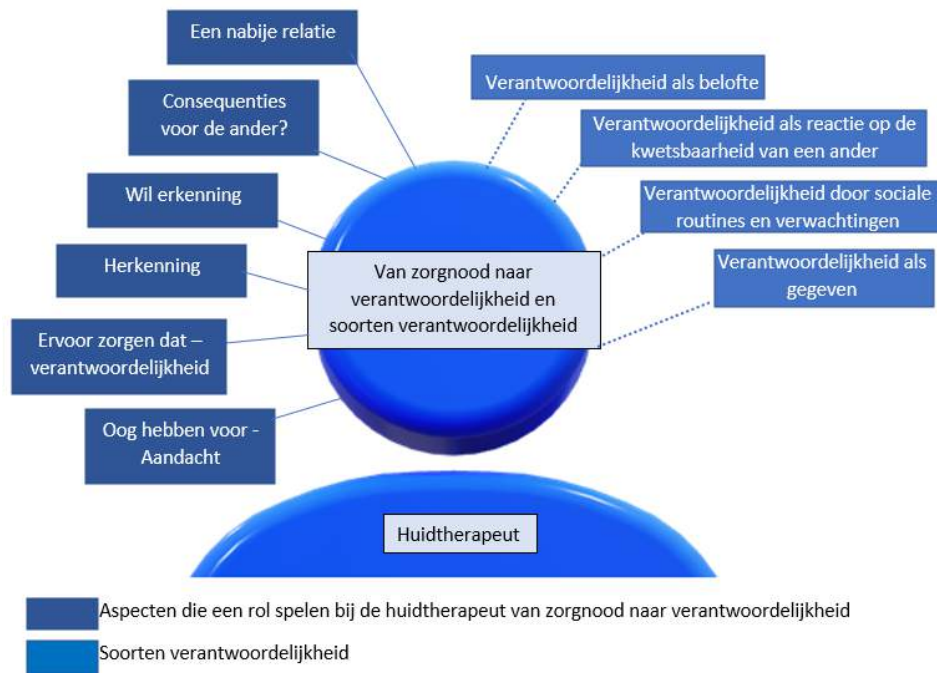 Een nabije relatie
Consequenties
voor de ander?
Wil erkenning
Herkenning
Ervoor zorgen dat –
verantwoordelijkheid
Oog hebben voor -
Aandacht
Verantwoordelijkheid als belofte
Verantwoordelijkheid als reactie op de
kwetsbaarheid van een ander
Verantwoordelijkheid door sociale
routines en verwachtingen
Verantwoordelijkheid als
gegeven
Van zorgnood naar
verantwoordelijkheid en
soorten verantwoordelijkheid
Huidtherapeut
Aspecten die een rol spelen bij de huidtherapeut van zorgnood naar verantwoordelijkheid
Soorten verantwoordelijkheid